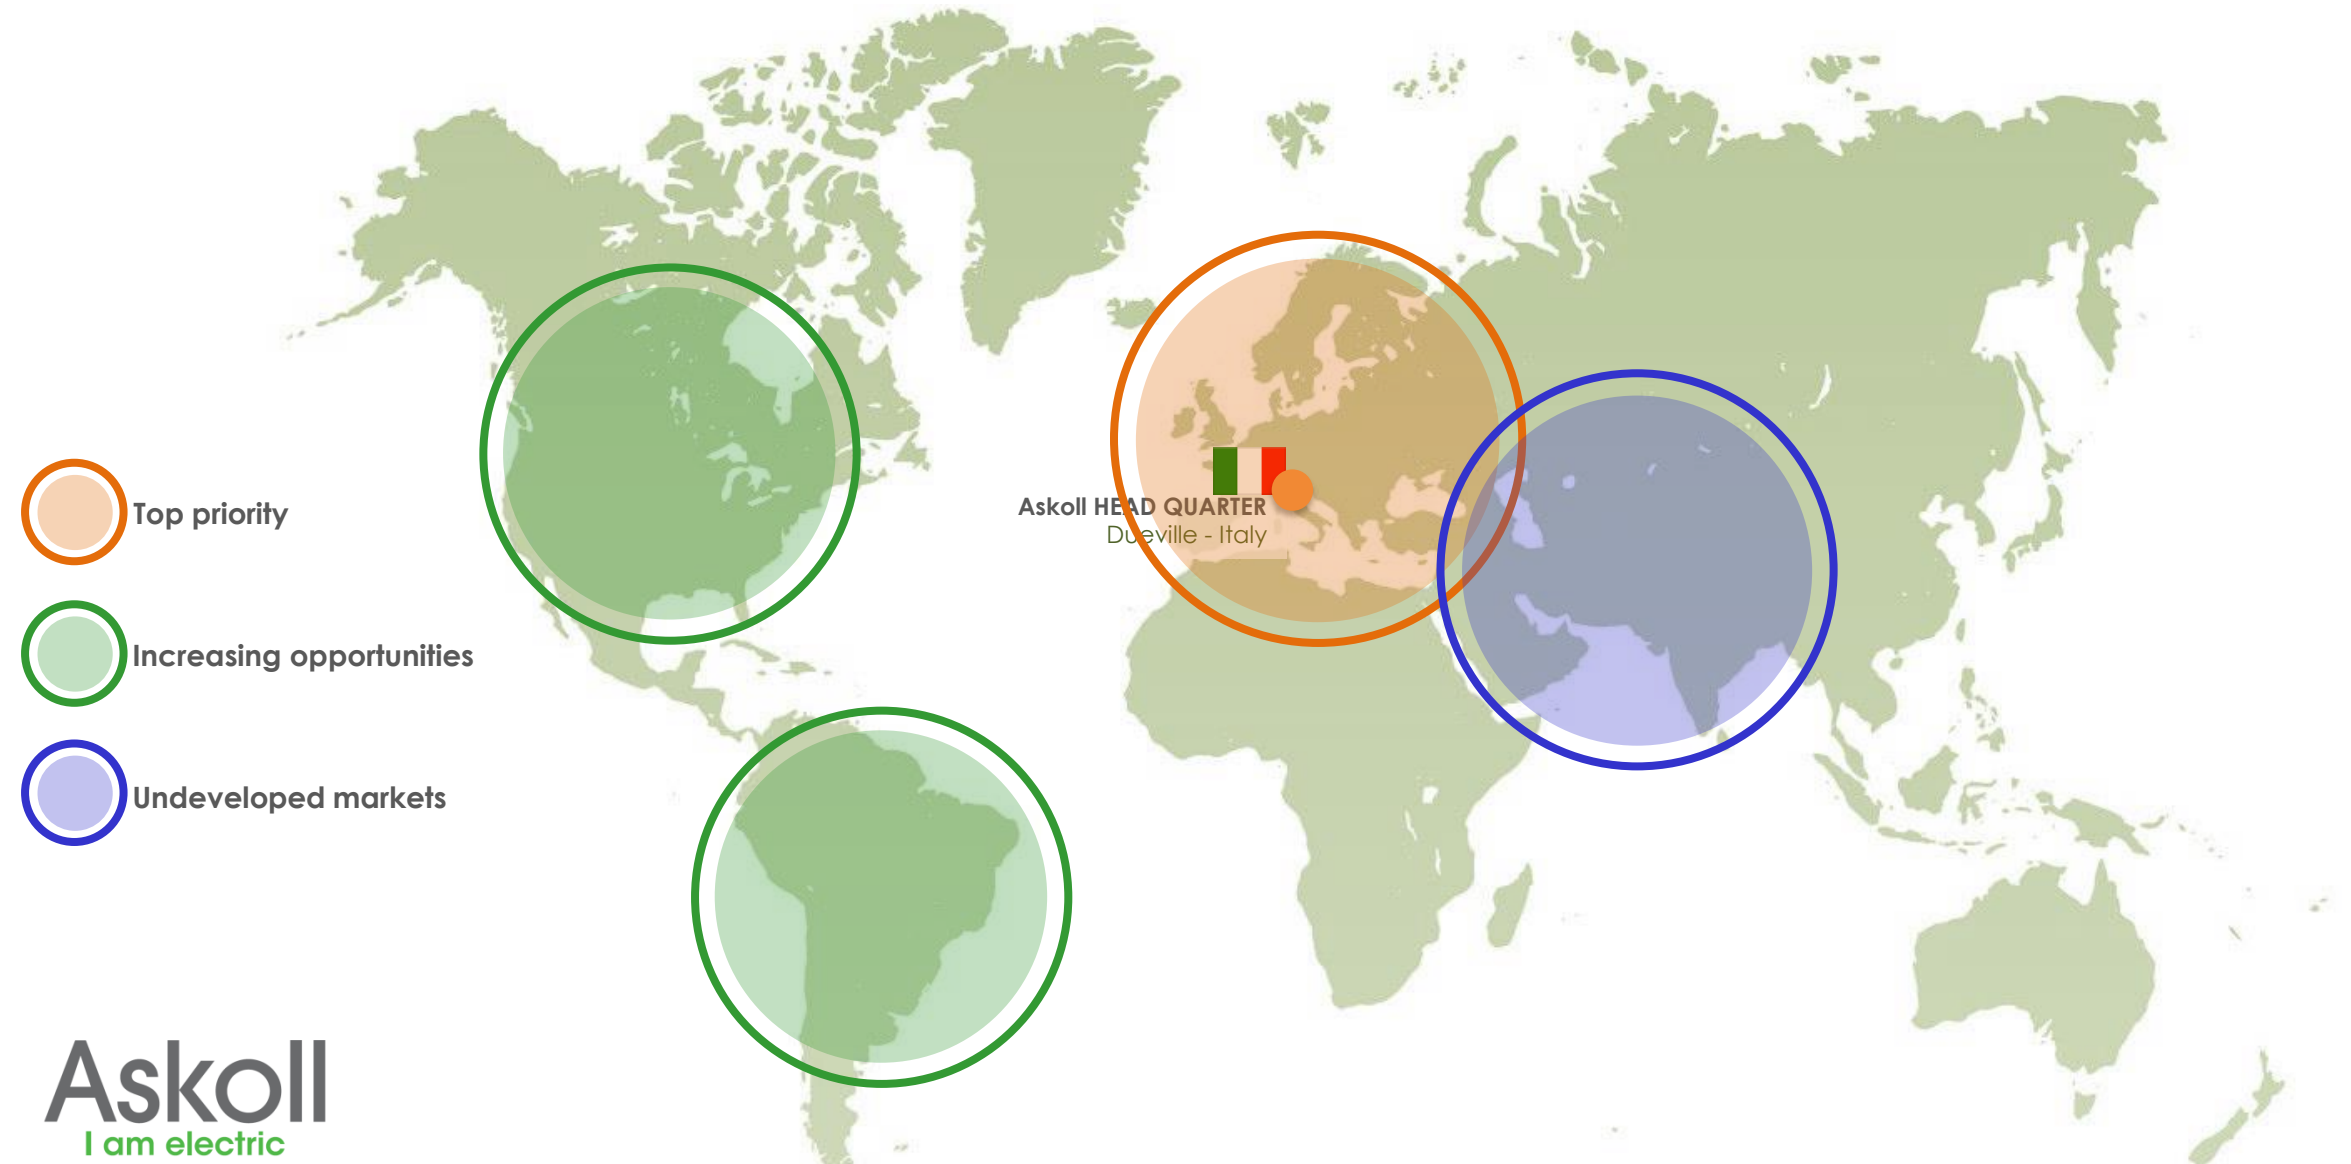 Top priority
Increasing opportunities
Undeveloped markets
Askoll HEAD QUARTER
Dueville - Italy
Askoll
I am electric